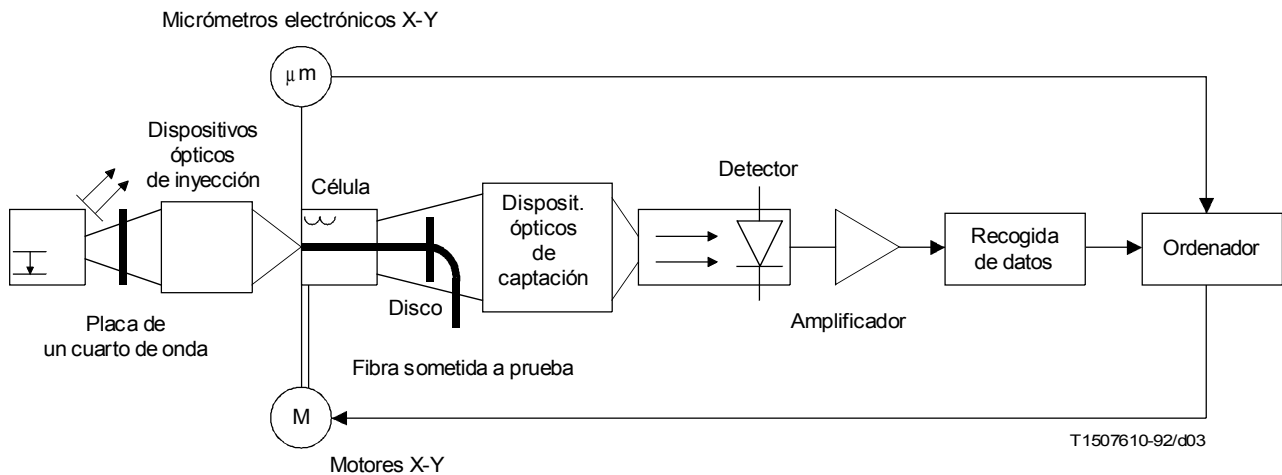 Micrómetros electrónicos X-Y
μm
Dispositivos
ópticos
de inyección
Célula
Disposit.
ópticos
de
captación
Detector
Recogida
de datos
Ordenador
Disco
Amplificador
Placa de
un cuarto de onda
Fibra sometida a prueba
M
T1507610-92/d03
Motores X-Y